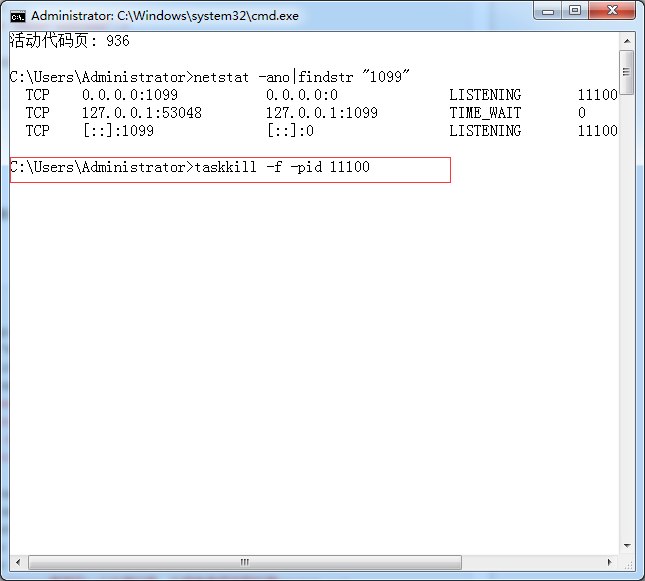 Administrator: C:\Windows\system32\cmd.exe
活动代码页: 936
C:\Users\Administrator>netstat -ano|findstr "1099"
TCP 0.0.0.0:1099 0.0.0.0:0 LISTENING 11100
TCP 127.0.0.1:53048 127.0.0.1:1099 TIME_WAIT 0
TCP [::]:1099 [::]:0 LISTENING 11100
C:\Users\Administrator>taskkill -f -pid 11100